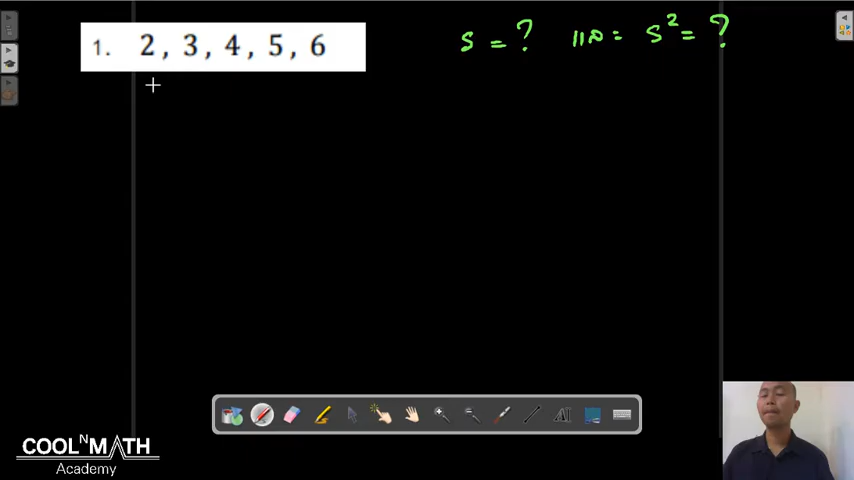 1. 2, 3, 4, 5, 6
s = ? s² = ?
COOL N MATH
Academy